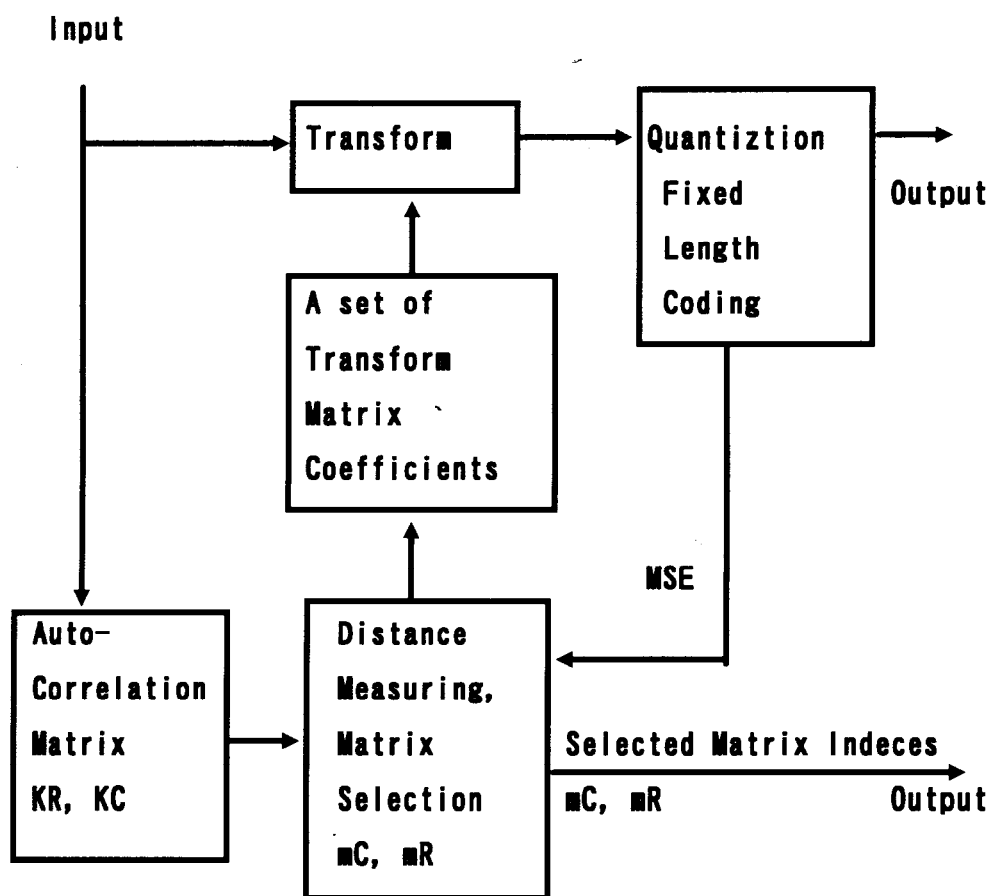 Input
Transform
Quantiztion
Fixed
Length
Coding
Output
A set of
Transform
Matrix
Coefficients
MSE
Auto-
Correlation
Matrix
KR, KC
Distance
Measuring,
Matrix
Selection
mC, mR
Selected Matrix Indeces
mC, mR
Output